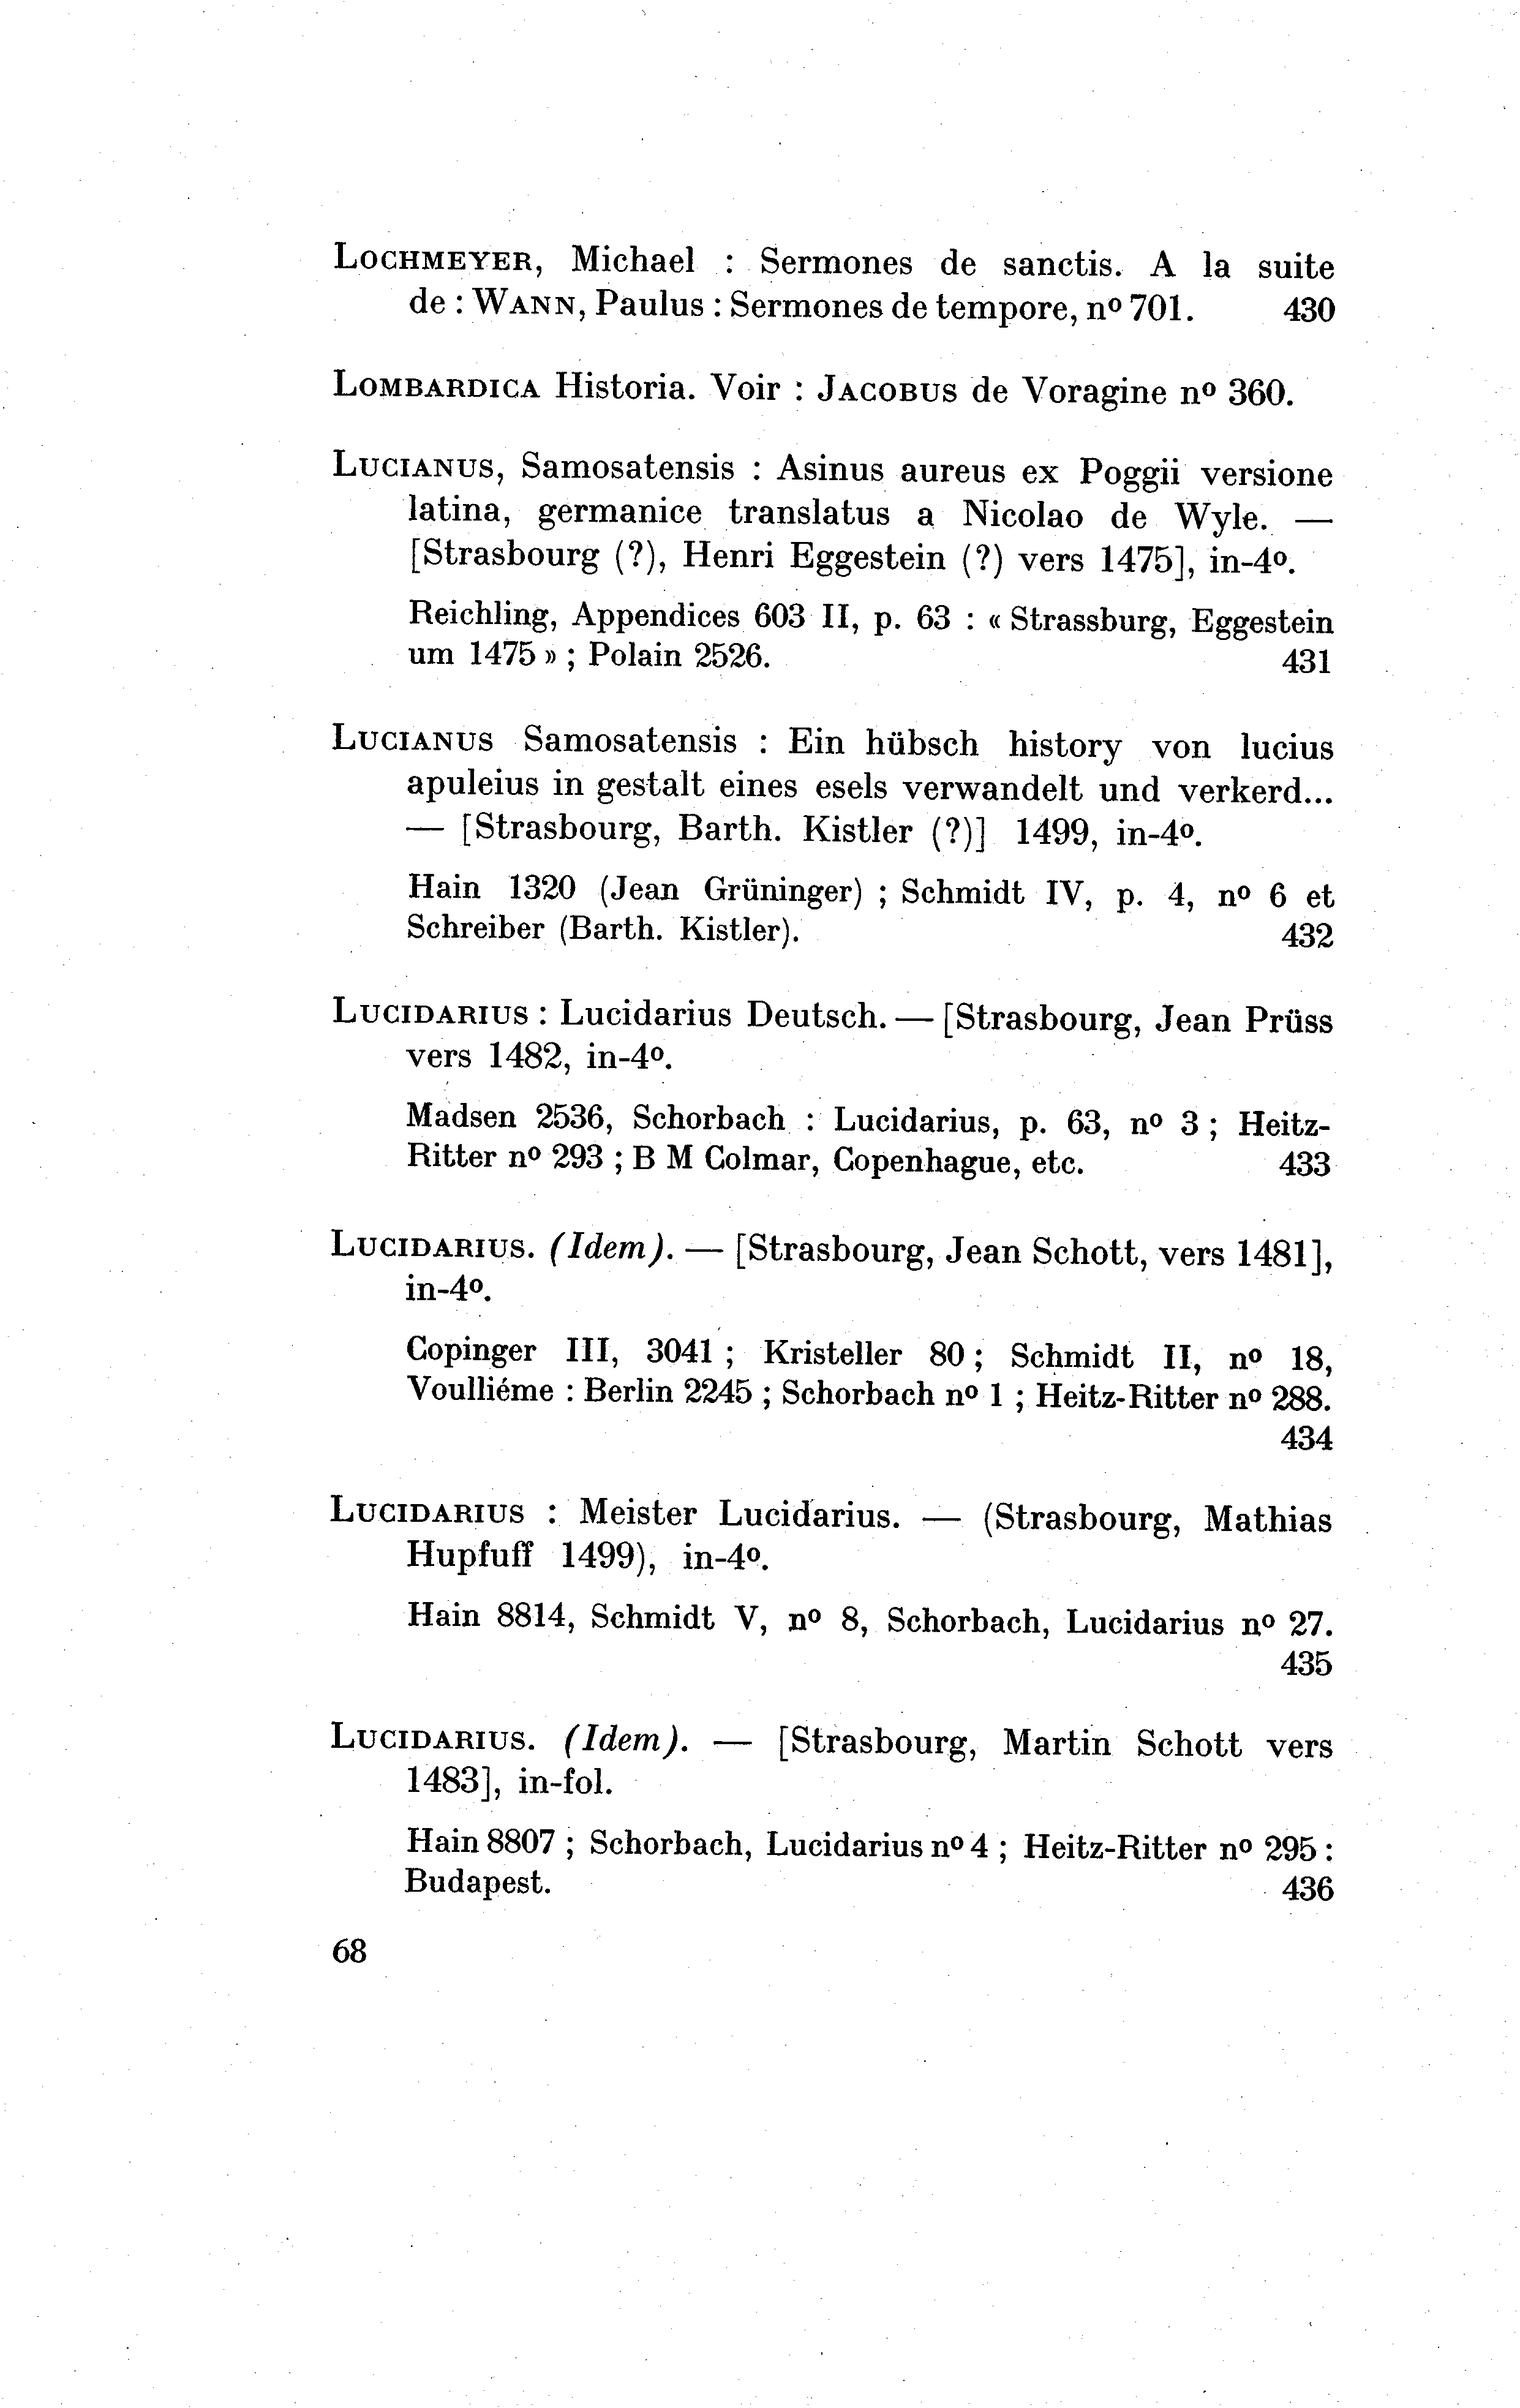 LOCHMEYER, Michael : Sermones de sanctis. A la suite
de : WANN, Paulus : Sermones de tempore, nº 701. 430
LOMBARDICA Historia. Voir : JACOBUS de Voragine nº 360.
LUCIANUS, Samosatensis : Asinus aureus ex Poggii versione
latina, germanice translatus a Nicolao de Wyle. —
[Strasbourg (?), Henri Eggestein (?) vers 1475], in-4º.
Reichling, Appendices 603 II, p. 63 : « Strassburg, Eggestein
um 1475 » ; Polain 2526. 431
LUCIANUS Samosatensis : Ein hübsch history von lucius
apuleius in gestalt eines esels verwandelt und verkerd...
— [Strasbourg, Barth. Kistler (?)] 1499, in-4º.
Hain 1320 (Jean Grüninger) ; Schmidt IV, p. 4, nº 6 et
Schreiber (Barth. Kistler). 432
LUCIDARIUS : Lucidarius Deutsch. — [Strasbourg, Jean Prüss
vers 1482, in-4º.
Madsen 2536, Schorbach : Lucidarius, p. 63, nº 3 ; Heitz-
Ritter nº 293 ; B M Colmar, Copenhague, etc. 433
LUCIDARIUS. (Idem). — [Strasbourg, Jean Schott, vers 1481],
in-4º.
Copinger III, 3041 ; Kristeller 80 ; Schmidt II, nº 18,
Voulliéme : Berlin 2245 ; Schorbach nº 1 ; Heitz-Ritter nº 288.
434
LUCIDARIUS : Meister Lucidarius. — (Strasbourg, Mathias
Hupfuff 1499), in-4º.
Hain 8814, Schmidt V, nº 8, Schorbach, Lucidarius nº 27.
435
LUCIDARIUS. (Idem). — [Strasbourg, Martin Schott vers
1483], in-fol.
Hain 8807 ; Schorbach, Lucidarius nº 4 ; Heitz-Ritter nº 295 :
Budapest. 436
68